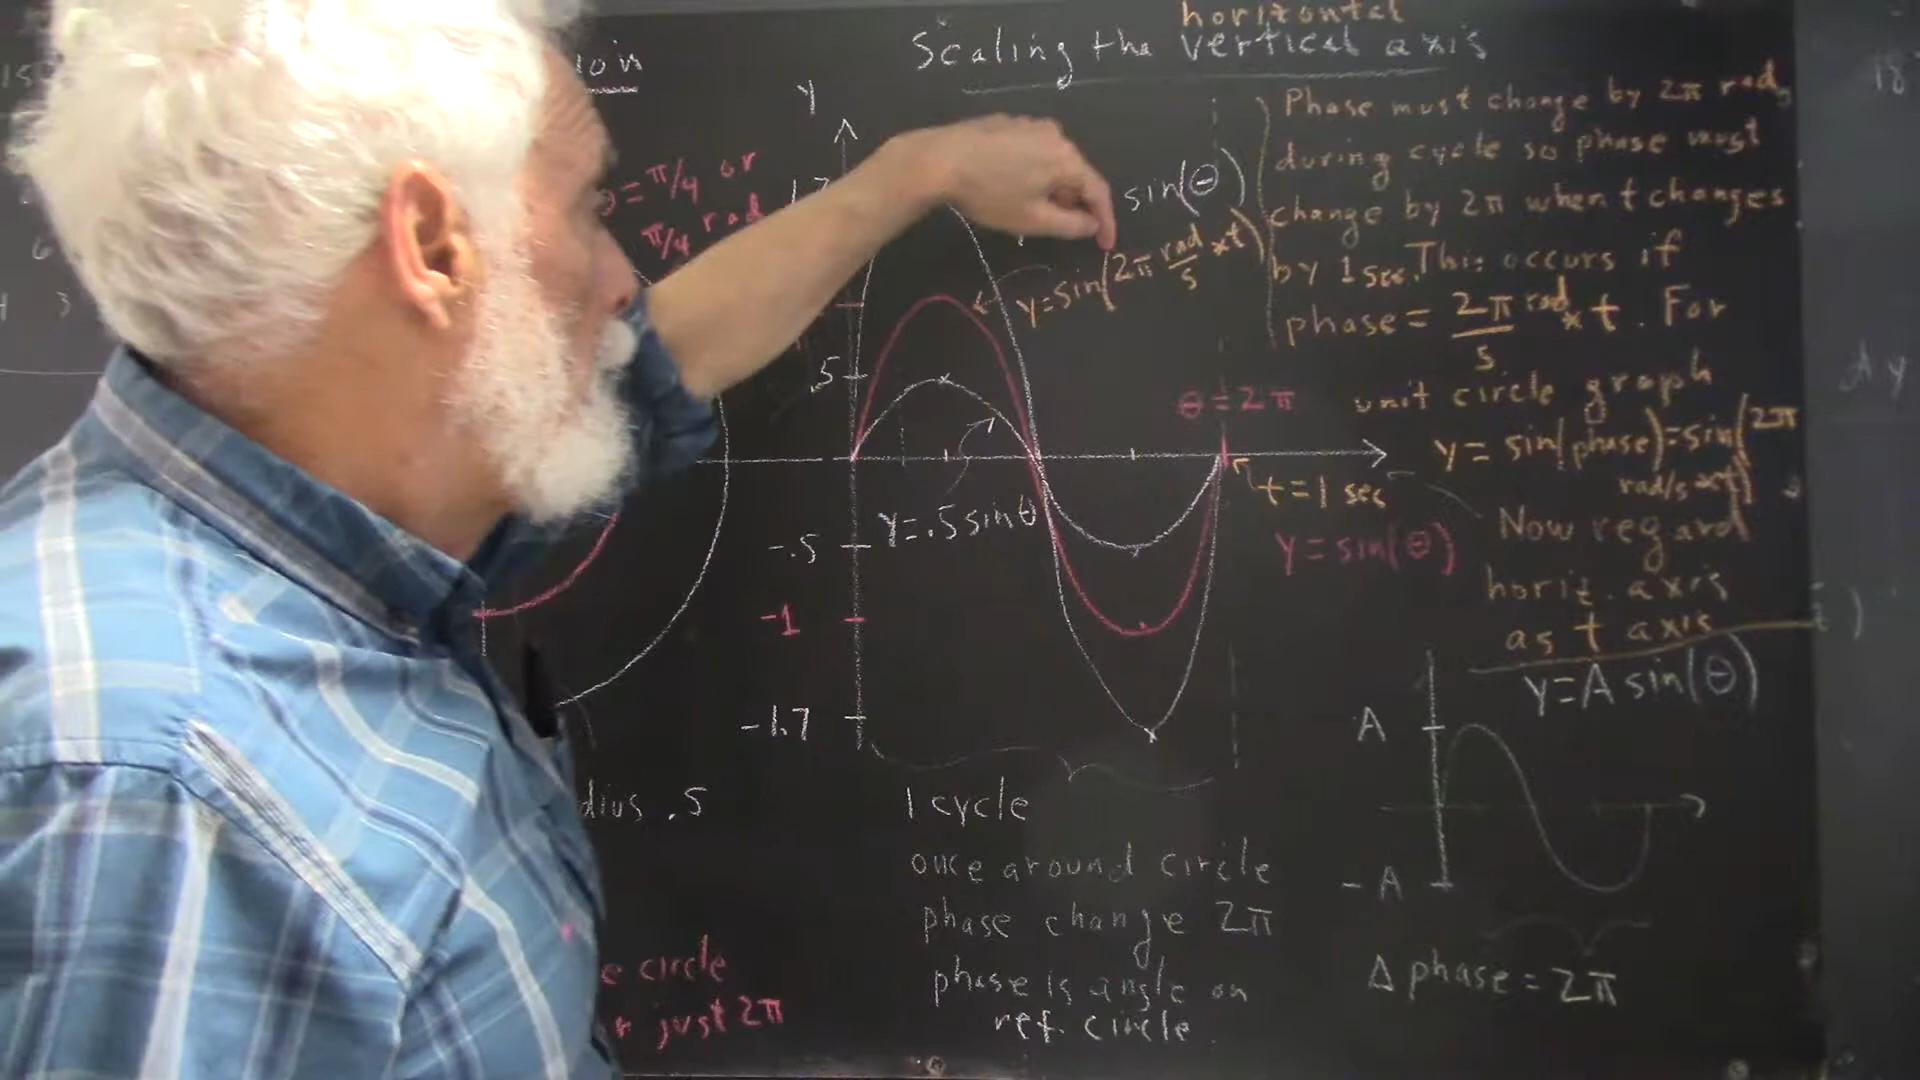 horizontal
Scaling the vertical axis
Y
θ = π/4 or
π/4 rad
sin(θ)
y=sin(2π rad/s × t)
.5
-.5
-1
-1.7
Y=.5 sinθ
θ = 2π
t = 1 sec
Y = sin(θ)
Phase must change by 2π rad
during cycle so phase must
change by 2π when t changes
by 1 sec. This occurs if
phase = 2π rad/s × t. For
unit circle graph
y = sin(phase)=sin(2π
rad/s ×t)
Now regard
horiz. axis
as t axis
Y=A sin(θ)
A
-A
Δ phase = 2π
1 cycle
once around circle
phase change 2π
phase is angle on
ref. circle
.5
circle
just 2π